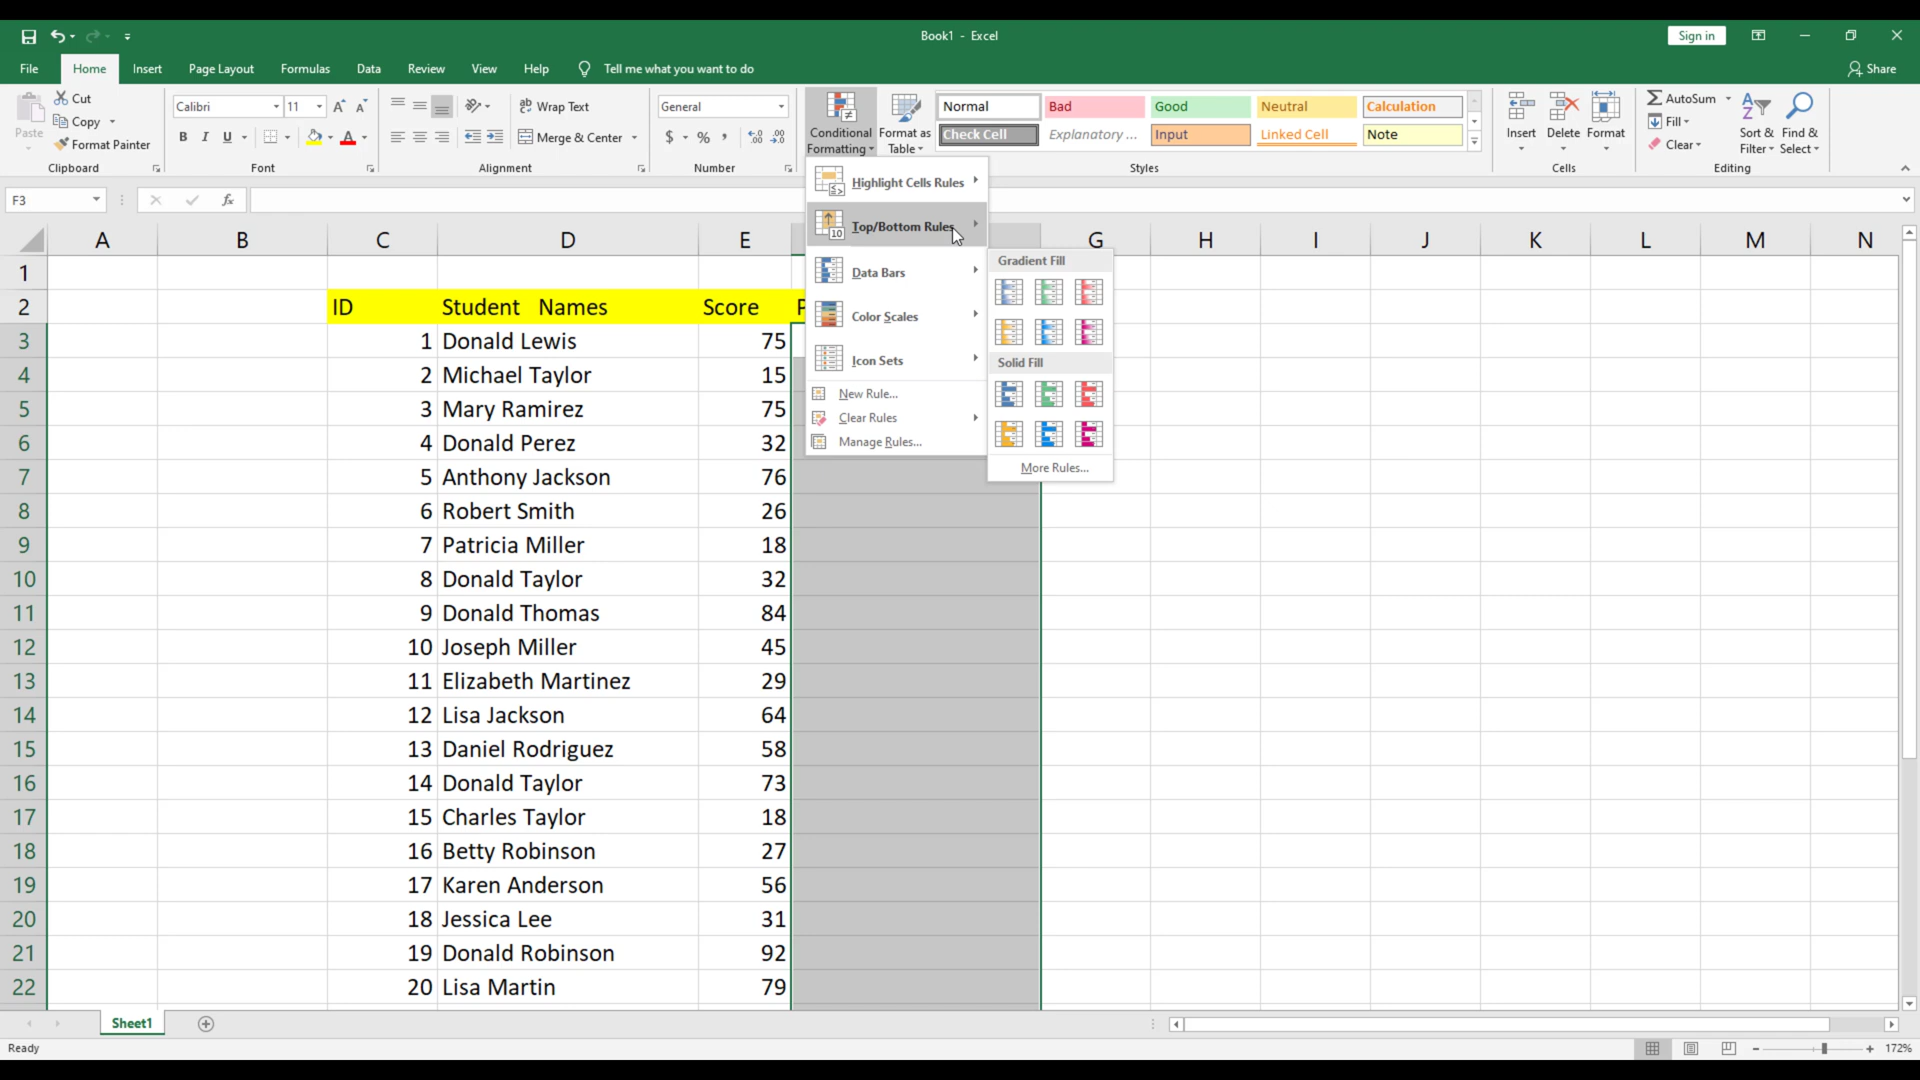 Book1 - Excel
Sign in
File Home Insert Page Layout Formulas Data Review View Help Tell me what you want to do Share
Cut
Copy
Format Painter
Paste
Clipboard
Calibri 11
B I U A
Font
Wrap Text
Merge & Center
Alignment
General
$ % ,
Number
Conditional Formatting
Format as Table
Normal Bad Good Neutral Calculation
Check Cell Explanatory ... Input Linked Cell Note
Styles
Insert Delete Format
Cells
AutoSum
Fill
Clear
Sort & Filter
Find & Select
Editing
F3 fx
Highlight Cells Rules
Top/Bottom Rules
Data Bars
Color Scales
Icon Sets
New Rule...
Clear Rules
Manage Rules...
Gradient Fill
Solid Fill
More Rules...
A B C D E G H I J K L M N
1
2 ID Student Names Score P
3 1 Donald Lewis 75
4 2 Michael Taylor 15
5 3 Mary Ramirez 75
6 4 Donald Perez 32
7 5 Anthony Jackson 76
8 6 Robert Smith 26
9 7 Patricia Miller 18
10 8 Donald Taylor 32
11 9 Donald Thomas 84
12 10 Joseph Miller 45
13 11 Elizabeth Martinez 29
14 12 Lisa Jackson 64
15 13 Daniel Rodriguez 58
16 14 Donald Taylor 73
17 15 Charles Taylor 18
18 16 Betty Robinson 27
19 17 Karen Anderson 56
20 18 Jessica Lee 31
21 19 Donald Robinson 92
22 20 Lisa Martin 79
Sheet1
Ready
172%